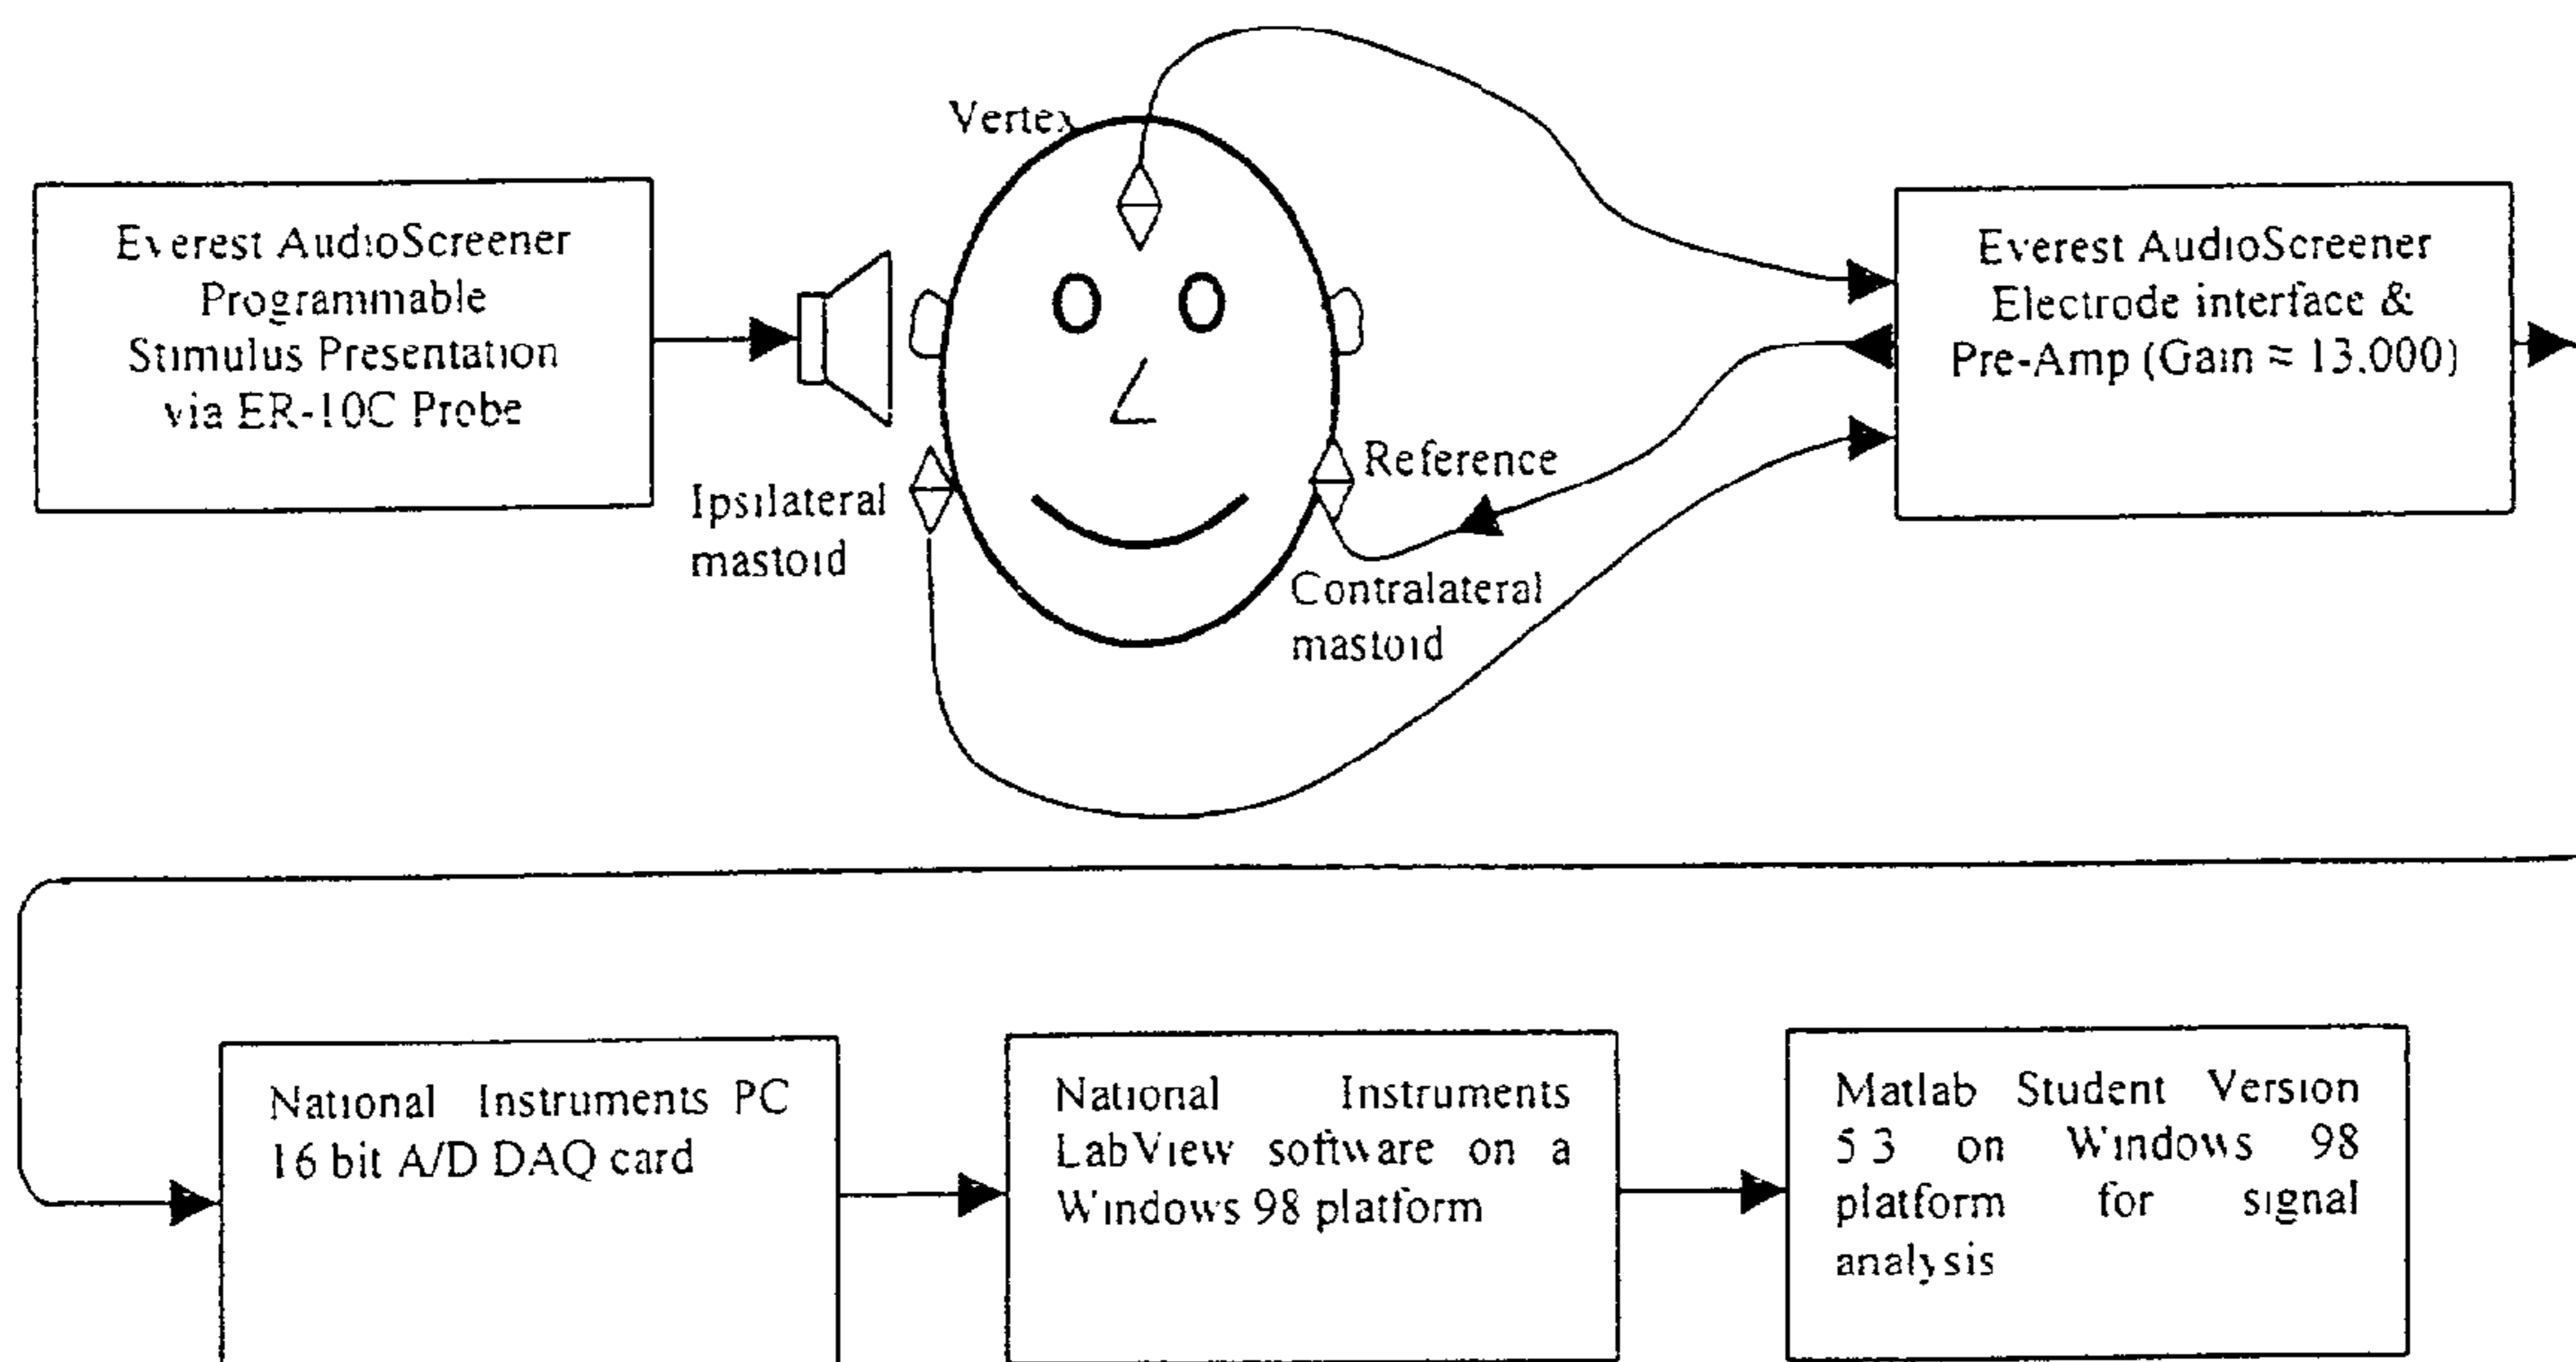 Vertex
Everest AudioScreener
Programmable
Stimulus Presentation
via ER-10C Probe
Everest AudioScreener
Electrode interface &
Pre-Amp (Gain ≈ 13.000)
Ipsilateral
mastoid
Reference
Contralateral
mastoid
National Instruments PC
16 bit A/D DAQ card
National Instruments
LabView software on a
Windows 98 platform
Matlab Student Version
5 3 on Windows 98
platform for signal
analysis